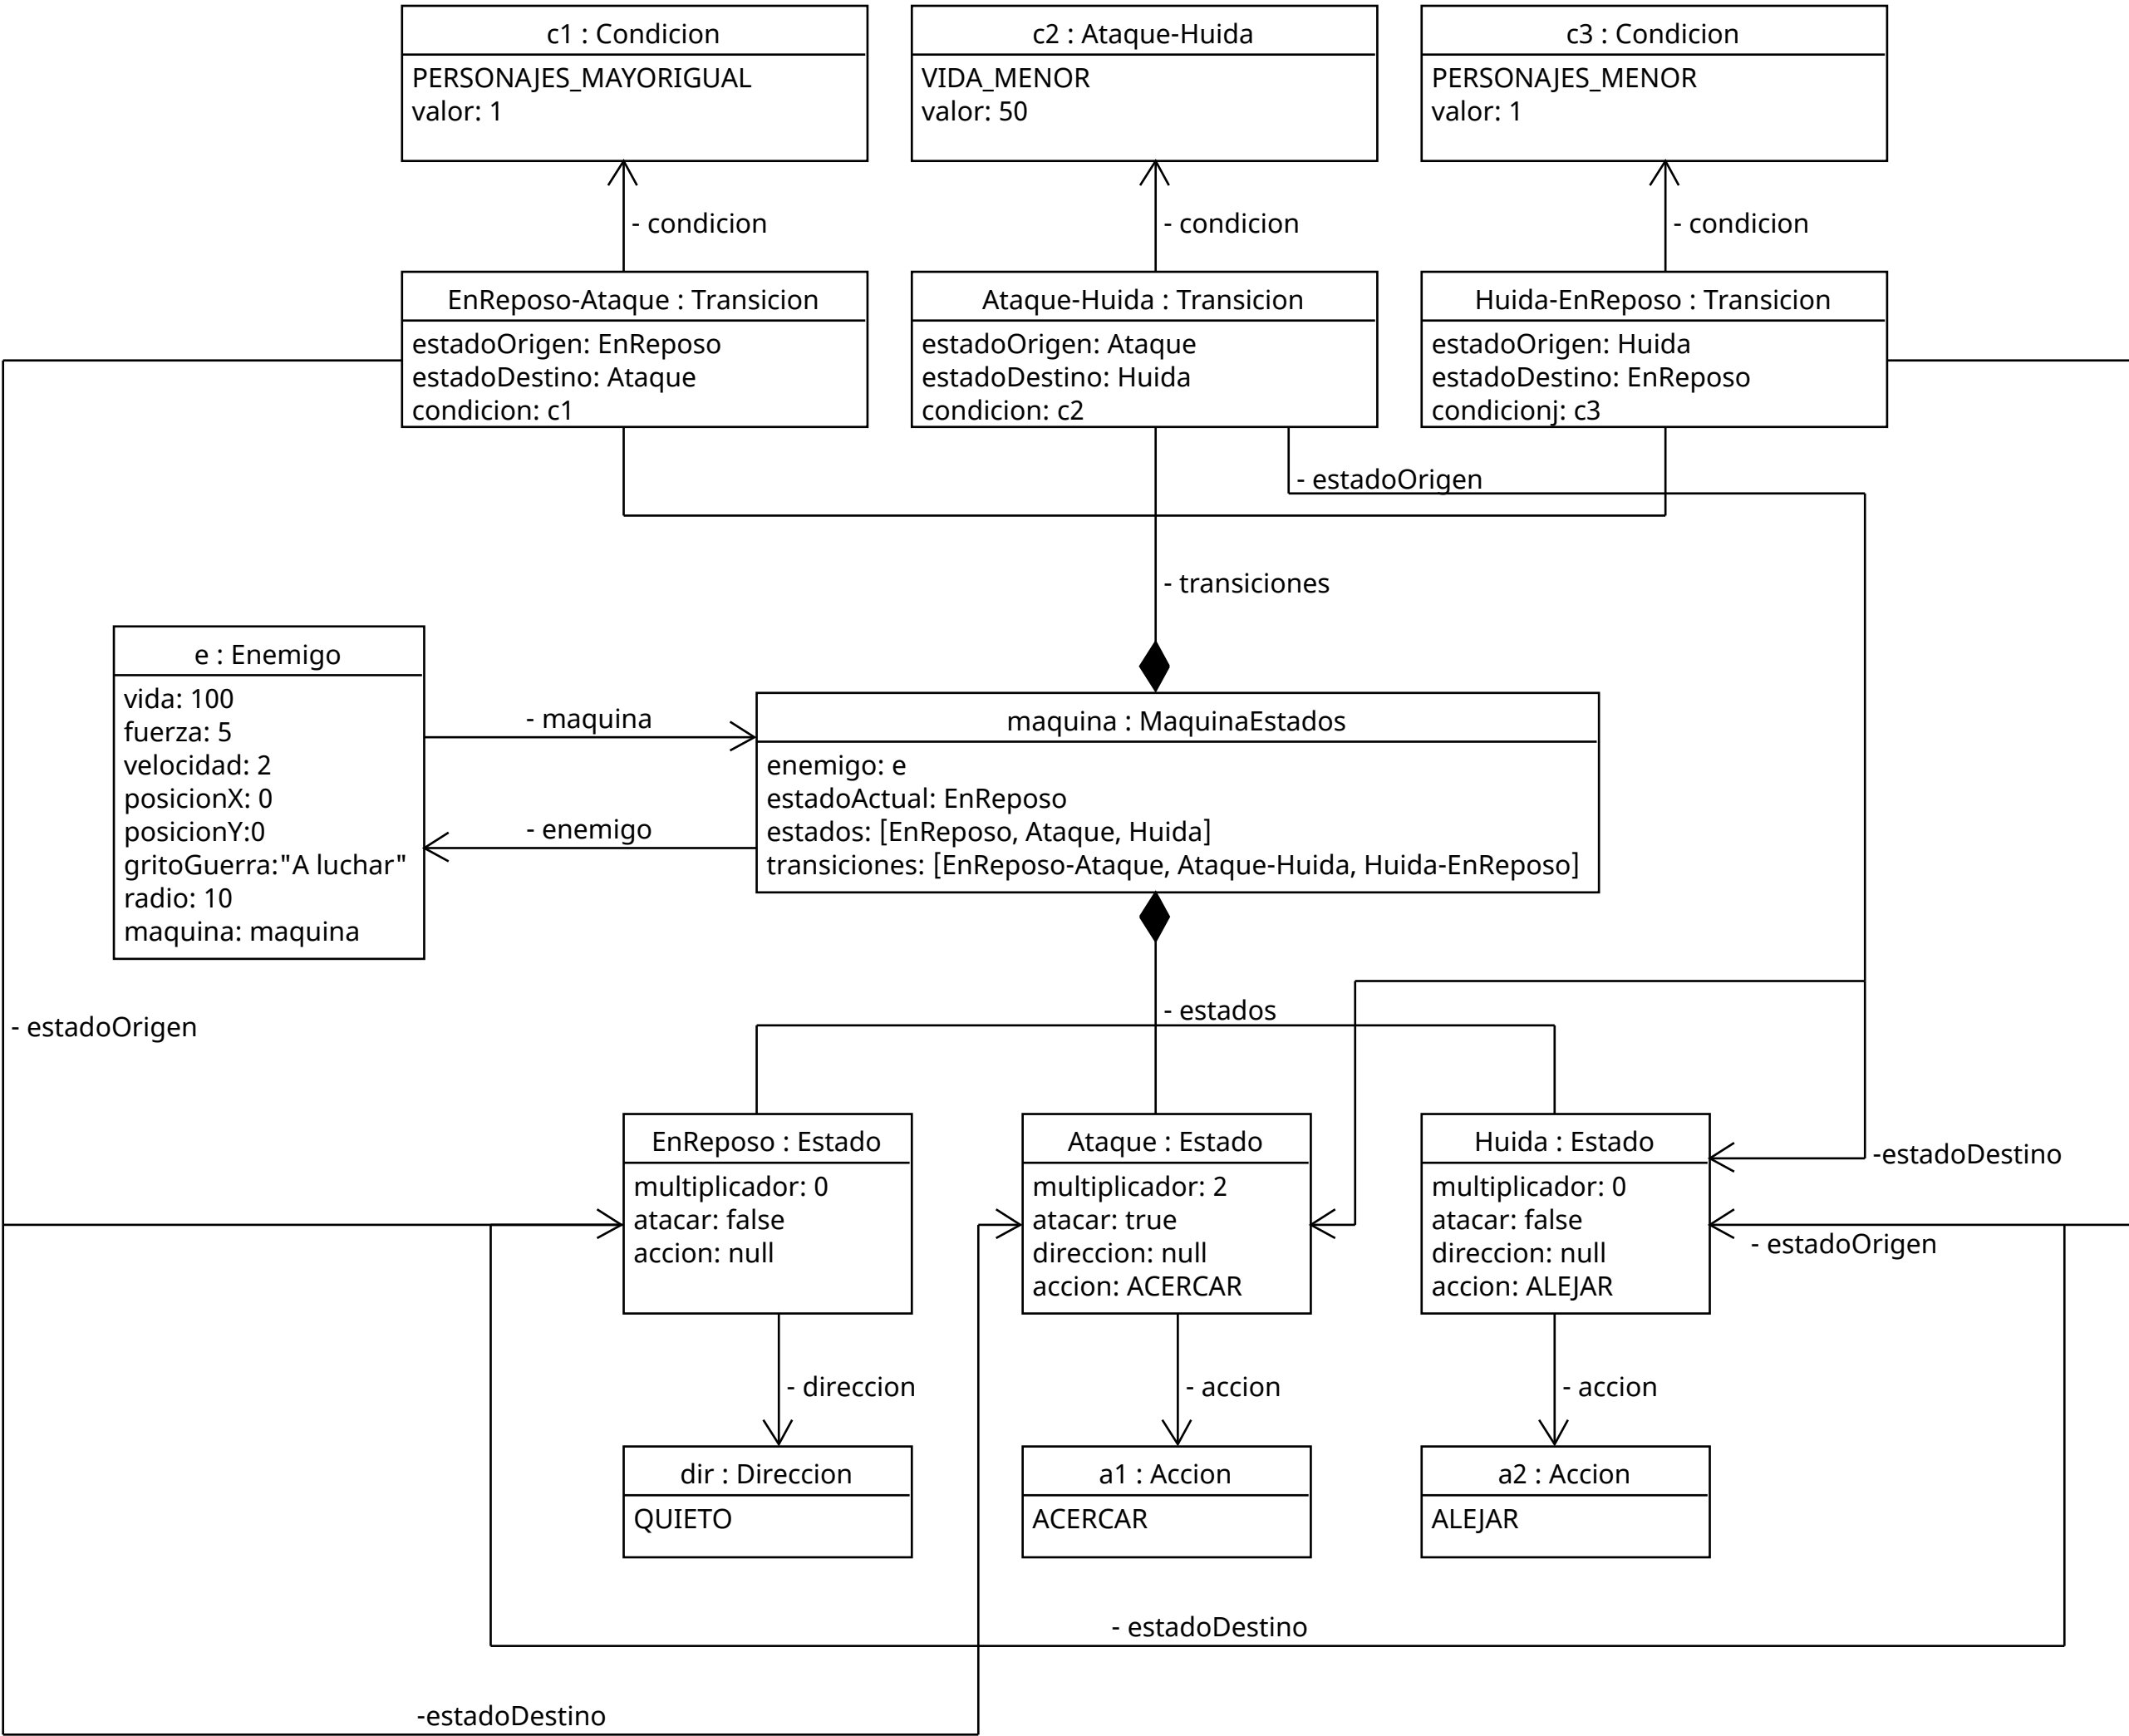 c1 : Condicion
PERSONAJES_MAYORIGUAL
valor: 1
c2 : Ataque-Huida
VIDA_MENOR
valor: 50
c3 : Condicion
PERSONAJES_MENOR
valor: 1
- condicion
- condicion
- condicion
EnReposo-Ataque : Transicion
estadoOrigen: EnReposo
estadoDestino: Ataque
condicion: c1
Ataque-Huida : Transicion
estadoOrigen: Ataque
estadoDestino: Huida
condicion: c2
Huida-EnReposo : Transicion
estadoOrigen: Huida
estadoDestino: EnReposo
condicionj: c3
- estadoOrigen
- transiciones
e : Enemigo
vida: 100
fuerza: 5
velocidad: 2
posicionX: 0
posicionY:0
gritoGuerra:"A luchar"
radio: 10
maquina: maquina
- maquina
- enemigo
maquina : MaquinaEstados
enemigo: e
estadoActual: EnReposo
estados: [EnReposo, Ataque, Huida]
transiciones: [EnReposo-Ataque, Ataque-Huida, Huida-EnReposo]
- estadoOrigen
- estados
EnReposo : Estado
multiplicador: 0
atacar: false
accion: null
Ataque : Estado
multiplicador: 2
atacar: true
direccion: null
accion: ACERCAR
Huida : Estado
multiplicador: 0
atacar: false
direccion: null
accion: ALEJAR
-estadoDestino
- estadoOrigen
- direccion
- accion
- accion
dir : Direccion
QUIETO
a1 : Accion
ACERCAR
a2 : Accion
ALEJAR
- estadoDestino
-estadoDestino